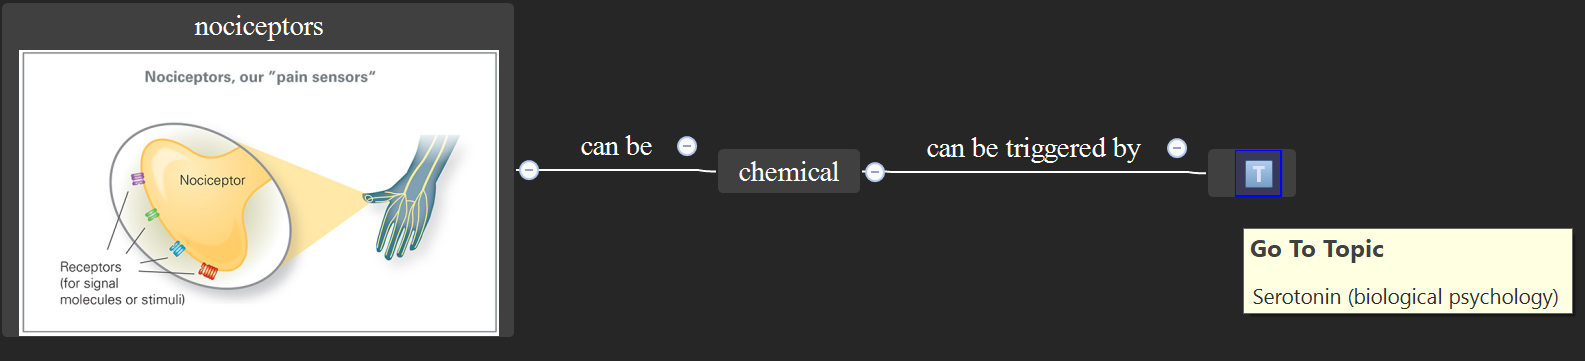 nociceptors
Nociceptors, our ”pain sensors“
Nociceptor
Receptors
(for signal
molecules or stimuli)
can be
chemical
can be triggered by
T
Go To Topic
Serotonin (biological psychology)